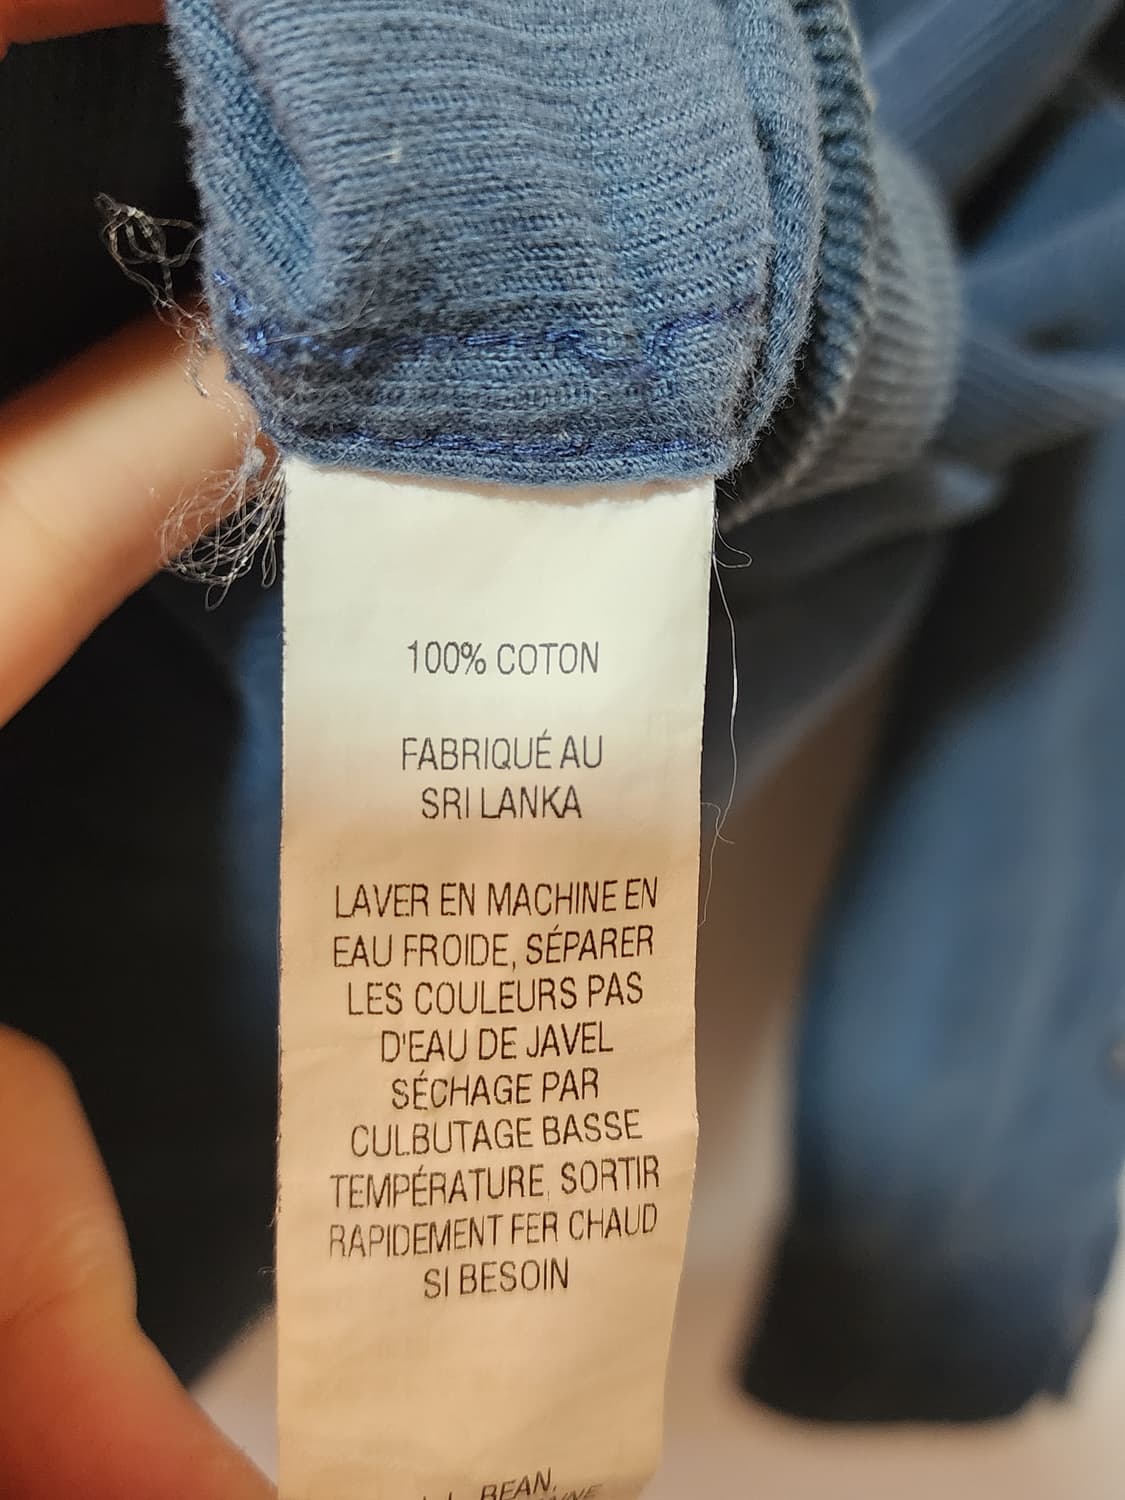 100% COTON
FABRIQUÉ AU
SRI LANKA
LAVER EN MACHINE EN
EAU FROIDE, SÉPARER
LES COULEURS PAS
D'EAU DE JAVEL
SÉCHAGE PAR
CULBUTAGE BASSE
TEMPÉRATURE, SORTIR
RAPIDEMENT FER CHAUD
SI BESOIN
BEAN,